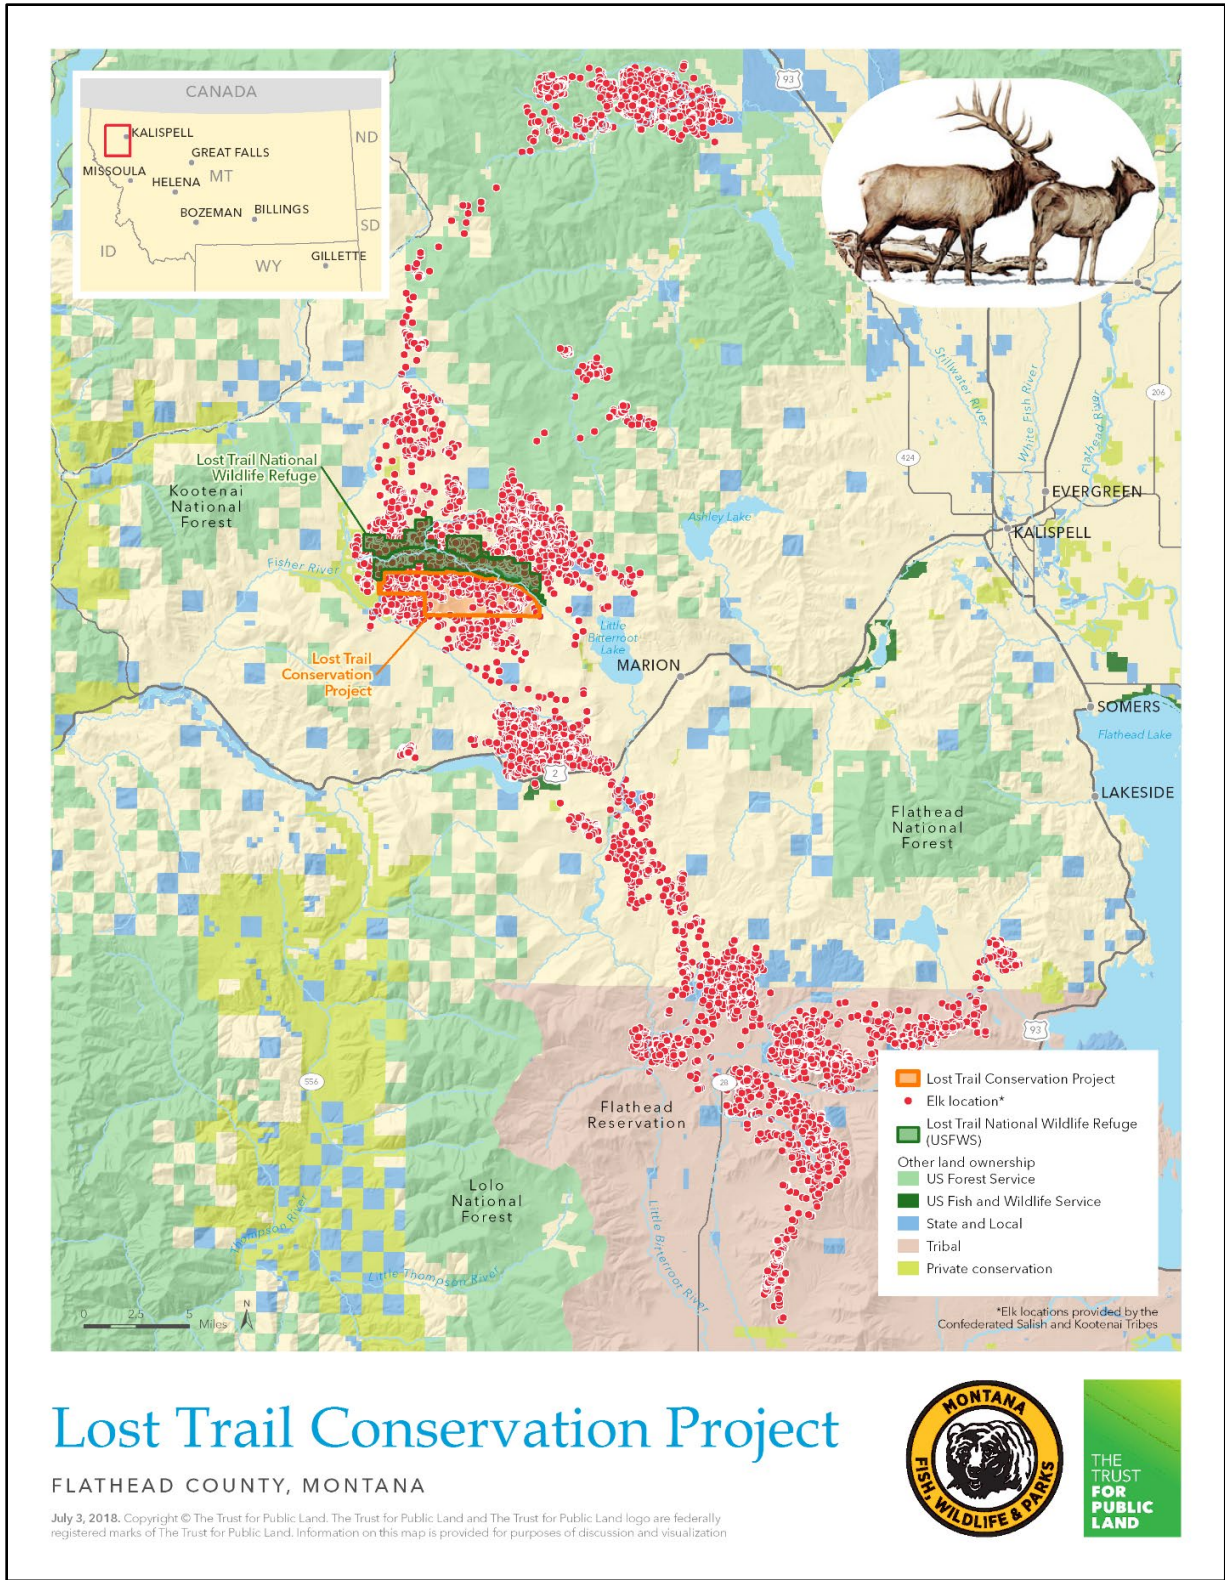 CANADA
KALISPELL
ND
GREAT FALLS
MISSOULA
MT
HELENA
BOZEMAN
BILLINGS
SD
ID
WY
GILLETTE
93
Stillwater River
White Fish River
Flathead River
206
424
Lost Trail National
Wildlife Refuge
Kootenai
National
Forest
EVERGREEN
Ashley Lake
KALISPELL
Fisher River
Little
Bitterroot
Lake
Lost Trail
Conservation
Project
MARION
SOMERS
Flathead Lake
2
LAKESIDE
Flathead
National
Forest
93
556
28
Flathead
Reservation
Lolo
National
Forest
Thompson River
Little Thompson River
Little Bitterroot River
Lost Trail Conservation Project
Elk location*
Lost Trail National Wildlife Refuge
(USFWS)
Other land ownership
US Forest Service
US Fish and Wildlife Service
State and Local
Tribal
Private conservation
0 2.5 5
Miles
N
*Elk locations provided by the
Confederated Salish and Kootenai Tribes
Lost Trail Conservation Project
FLATHEAD COUNTY, MONTANA
July 3, 2018. Copyright © The Trust for Public Land. The Trust for Public Land and The Trust for Public Land logo are federally
registered marks of The Trust for Public Land. Information on this map is provided for purposes of discussion and visualization
MONTANA
FISH, WILDLIFE & PARKS
THE
TRUST
FOR
PUBLIC
LAND